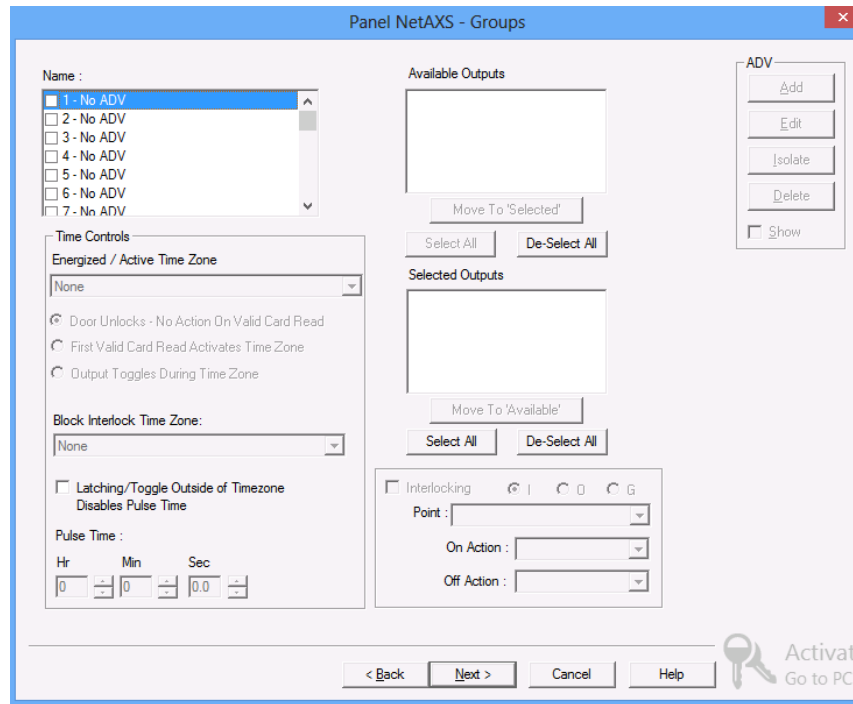 Panel NetAXS - Groups
Name :
1 - No ADV
2 - No ADV
3 - No ADV
4 - No ADV
5 - No ADV
6 - No ADV
7 - No ADV
Time Controls
Energized / Active Time Zone
None
Door Unlocks - No Action On Valid Card Read
First Valid Card Read Activates Time Zone
Output Toggles During Time Zone
Block Interlock Time Zone:
None
Latching/Toggle Outside of Timezone
Disables Pulse Time
Pulse Time :
Hr Min Sec
0 0 0.0
Available Outputs
Move To 'Selected'
Select All De-Select All
Selected Outputs
Move To 'Available'
Select All De-Select All
Interlocking I O G
Point :
On Action :
Off Action :
ADV
Add
Edit
Isolate
Delete
Show
< Back Next > Cancel Help
Activat
Go to PC